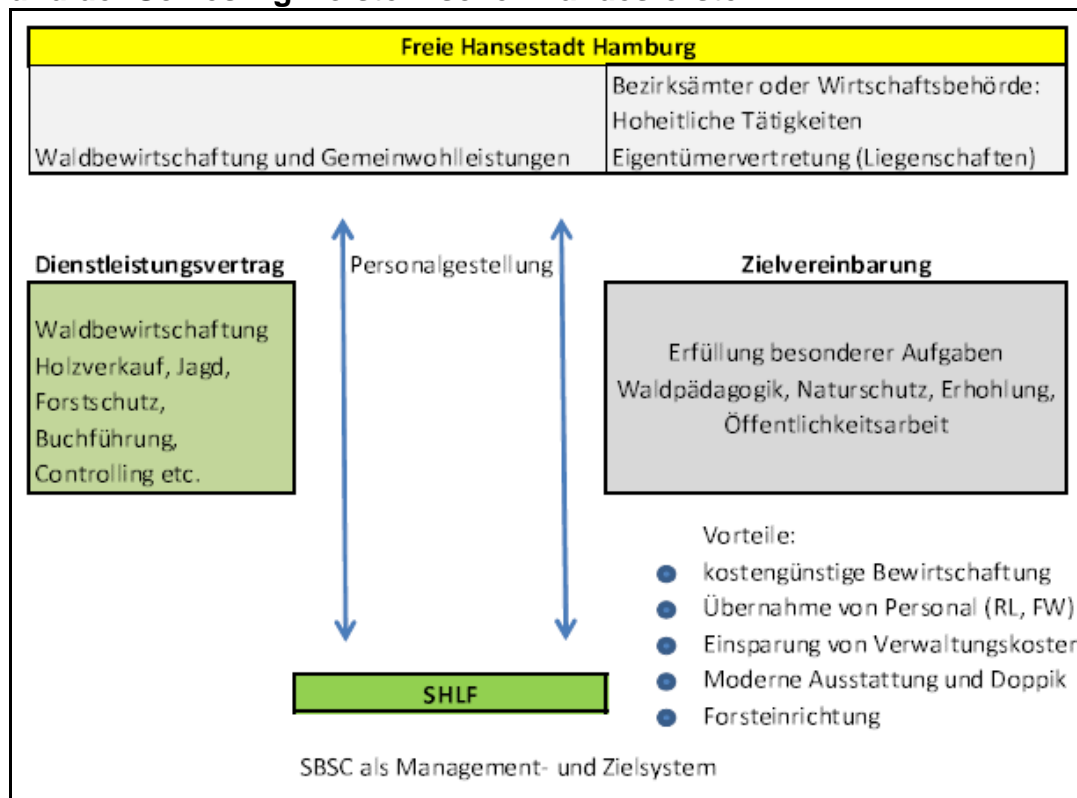 Freie Hansestadt Hamburg
Waldbewirtschaftung und Gemeinwohlleistungen
Bezirksämter oder Wirtschaftsbehörde:
Hoheitliche Tätigkeiten
Eigentümervertretung (Liegenschaften)
Dienstleistungsvertrag
Personalgestellung
Zielvereinbarung
Waldbewirtschaftung
Holzverkauf, Jagd,
Forstschutz,
Buchführung,
Controlling etc.
Erfüllung besonderer Aufgaben
Waldpädagogik, Naturschutz, Erhohlung,
Öffentlichkeitsarbeit
Vorteile:
kostengünstige Bewirtschaftung
Übernahme von Personal (RL, FW)
Einsparung von Verwaltungskosten
Moderne Ausstattung und Doppik
Forsteinrichtung
SHLF
SBSC als Management- und Zielsystem